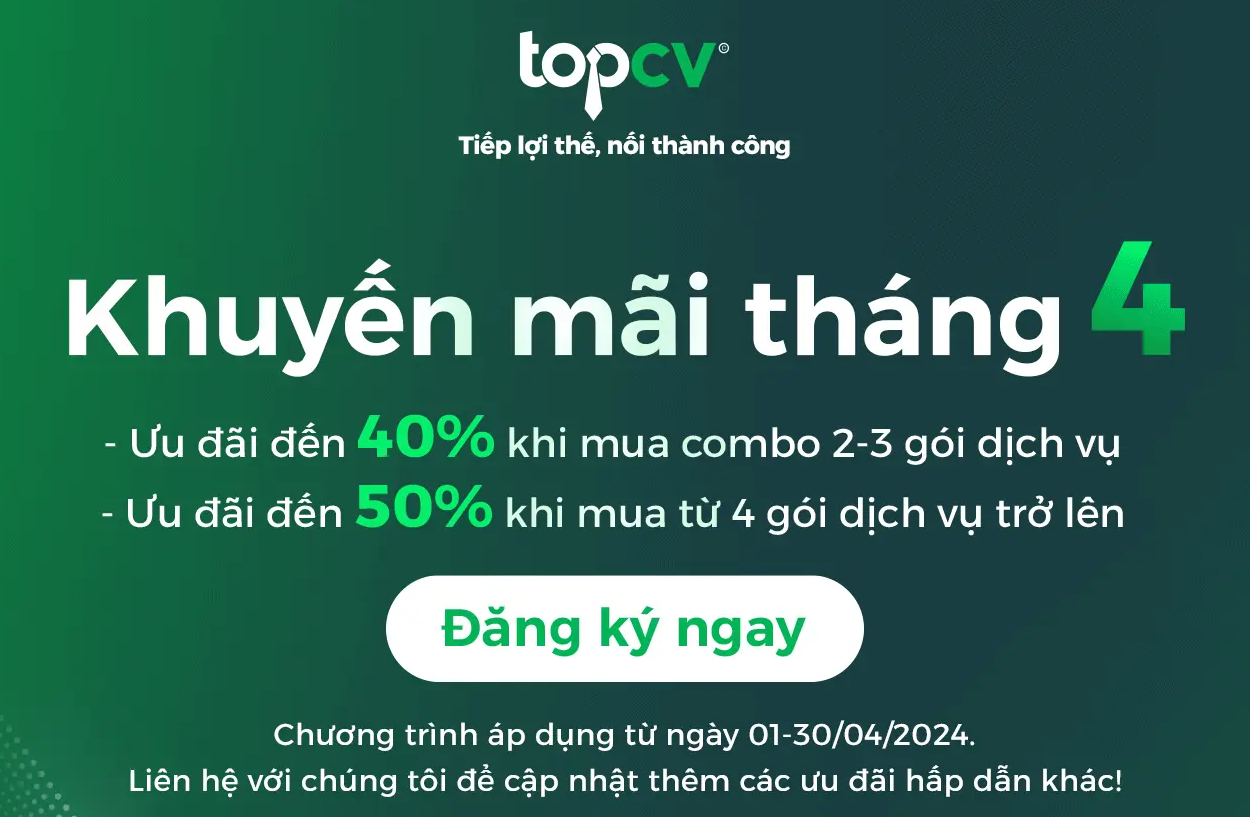 topcv©
Tiếp lợi thế, nối thành công
Khuyến mãi tháng 4
- Ưu đãi đến 40% khi mua combo 2-3 gói dịch vụ
- Ưu đãi đến 50% khi mua từ 4 gói dịch vụ trở lên
Đăng ký ngay
Chương trình áp dụng từ ngày 01-30/04/2024.
Liên hệ với chúng tôi để cập nhật thêm các ưu đãi hấp dẫn khác!